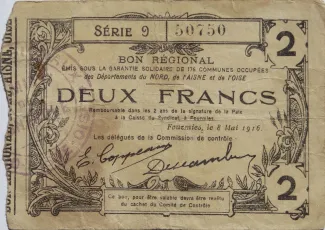 SÉRIE 9 50750 2
BON RÉGIONAL
ÉMIS SOUS LA GARANTIE SOLIDAIRE DE 174 COMMUNES OCCUPÉES
des Départements du NORD, de l'AISNE et de l'OISE
DEUX FRANCS
Remboursable dans les 2 ans de la signature de la Paix
à la Caisse du Syndicat, à Fourmies.
Fourmies, le 8 Mai 1916.
Les délégués de la Commission de contrôle :
2
Ce bon, pour être valable devra être revêtu
du cachet du Comité de Contrôle